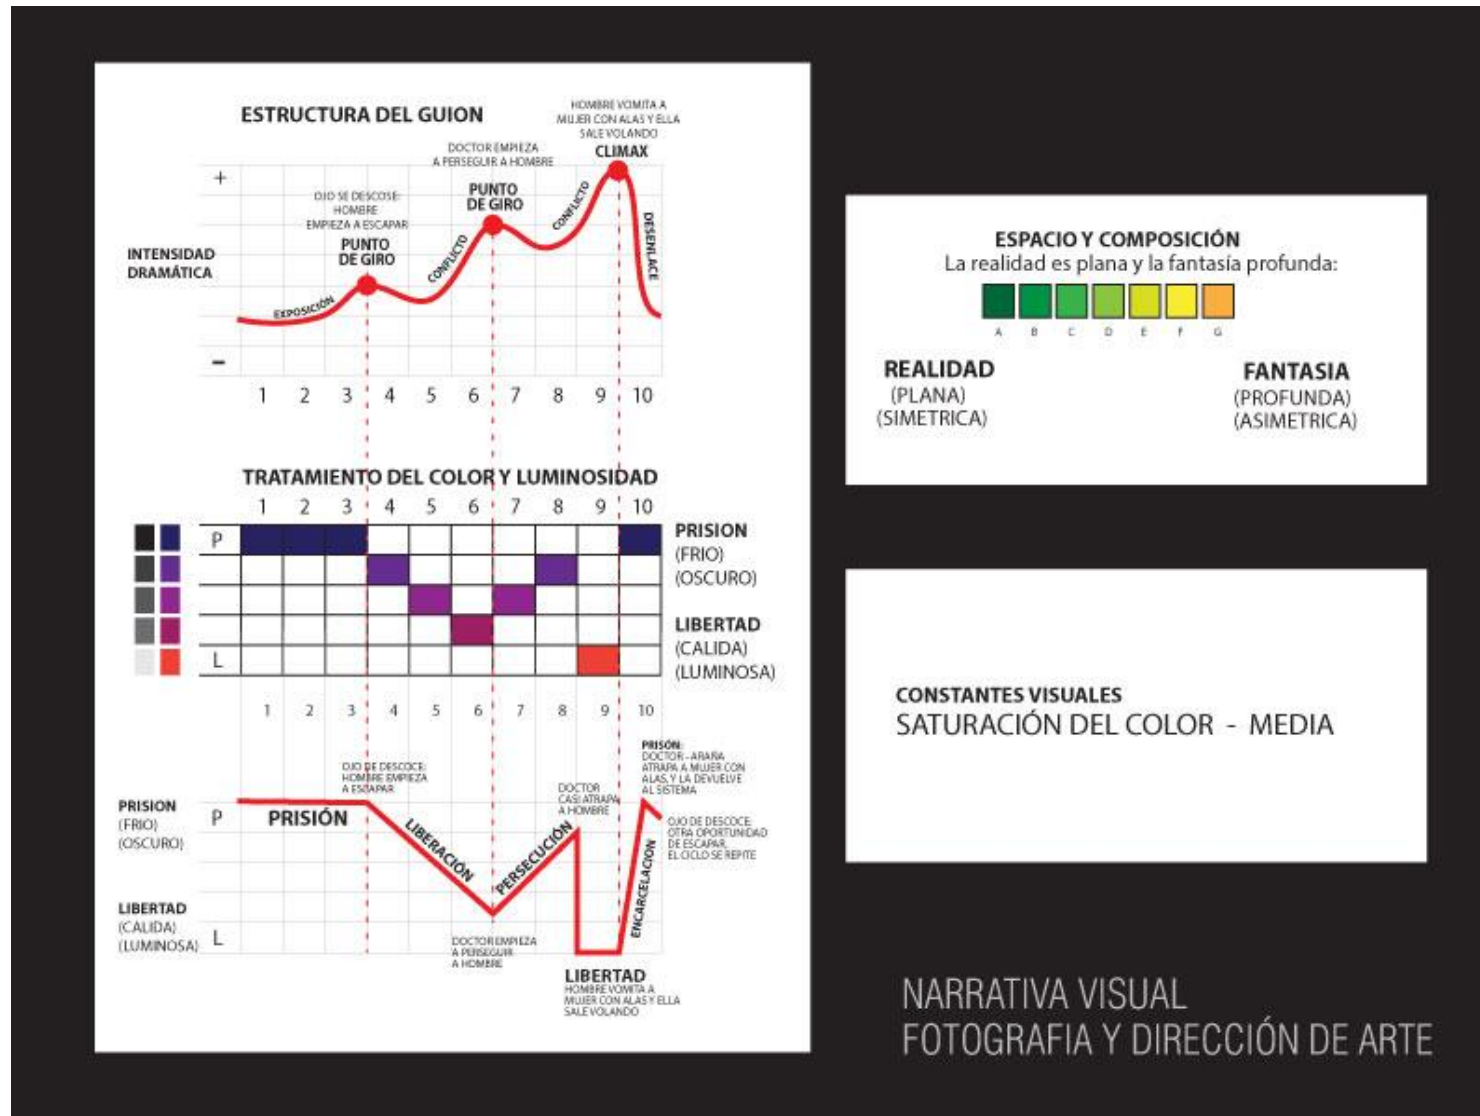 ESTRUCTURA DEL GUION
HOMBRE VOMITA A
MUJER CON ALAS Y ELLA
SALE VOLANDO
CLIMAX
DOCTOR EMPIEZA
A PERSEGUIR A HOMBRE
PUNTO
DE GIRO
OJO SE DESCOSE:
HOMBRE
EMPIEZA A ESCAPAR
PUNTO
DE GIRO
+
INTENSIDAD
DRAMÁTICA
EXPOSICIÓN
CONFLICTO
CONFLICTO
DESENLACE
–
1 2 3 4 5 6 7 8 9 10
TRATAMIENTO DEL COLOR Y LUMINOSIDAD
1 2 3 4 5 6 7 8 9 10
P
L
PRISION
(FRIO)
(OSCURO)
LIBERTAD
(CALIDA)
(LUMINOSA)
1 2 3 4 5 6 7 8 9 10
OJO DE DESCOCE:
HOMBRE EMPIEZA
A ESCAPAR
DOCTOR
CASI ATRAPA
A HOMBRE
PRISÓN:
DOCTOR - ARAÑA
ATRAPA A MUJER CON
ALAS, Y LA DEVUELVE
AL SISTEMA
OJO DE DESCOCE:
OTRA OPORTUNIDAD
DE ESCAPAR.
EL CICLO SE REPITE
PRISION
(FRIO)
(OSCURO)
P
PRISIÓN
LIBERACIÓN
PERSECUCIÓN
ENCARCELACION
LIBERTAD
(CALIDA)
(LUMINOSA)
L
DOCTOR EMPIEZA
A PERSEGUIR
A HOMBRE
LIBERTAD
HOMBRE VOMITA A
MUJER CON ALAS Y ELLA
SALE VOLANDO
ESPACIO Y COMPOSICIÓN
La realidad es plana y la fantasía profunda:
A B C D E F G
REALIDAD
(PLANA)
(SIMETRICA)
FANTASIA
(PROFUNDA)
(ASIMETRICA)
CONSTANTES VISUALES
SATURACIÓN DEL COLOR - MEDIA
NARRATIVA VISUAL
FOTOGRAFIA Y DIRECCIÓN DE ARTE